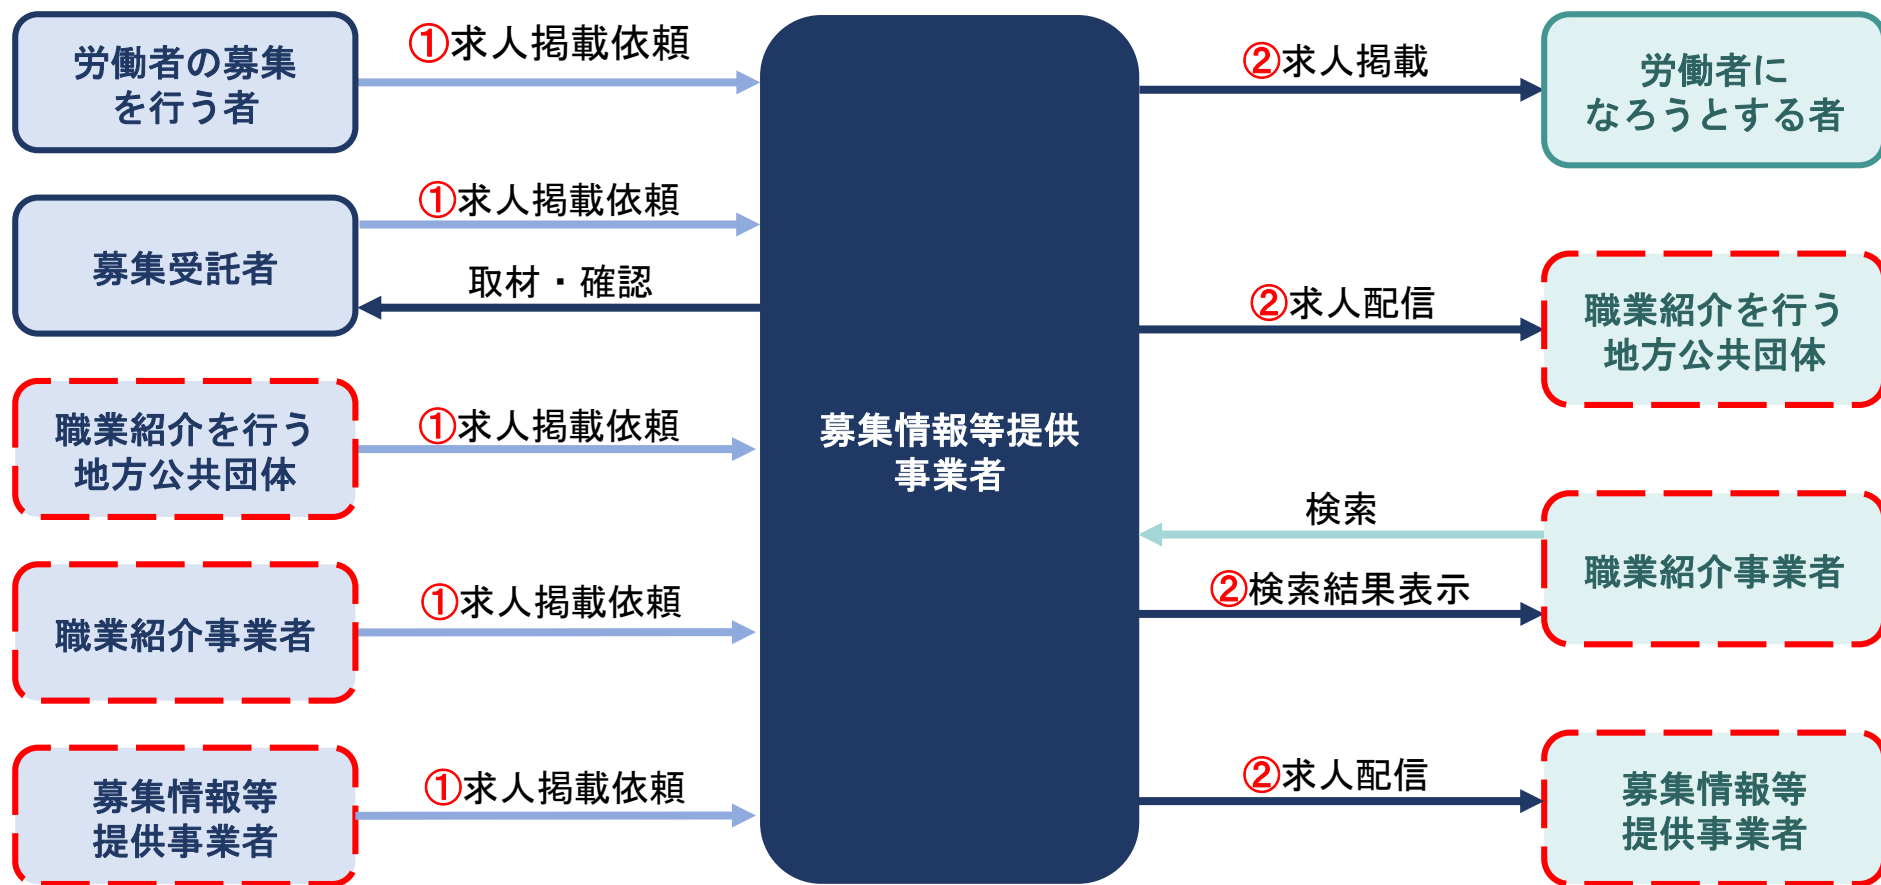 労働者の募集
を行う者
①求人掲載依頼
募集受託者
①求人掲載依頼
取材・確認
職業紹介を行う
地方公共団体
①求人掲載依頼
職業紹介事業者
①求人掲載依頼
募集情報等
提供事業者
①求人掲載依頼
募集情報等提供
事業者
②求人掲載
労働者に
なろうとする者
②求人配信
職業紹介を行う
地方公共団体
検索
②検索結果表示
職業紹介事業者
②求人配信
募集情報等
提供事業者